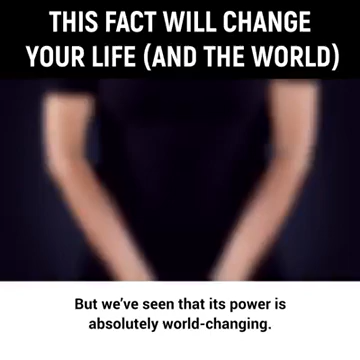 THIS FACT WILL CHANGE
YOUR LIFE (AND THE WORLD)
But we've seen that its power is
absolutely world-changing.